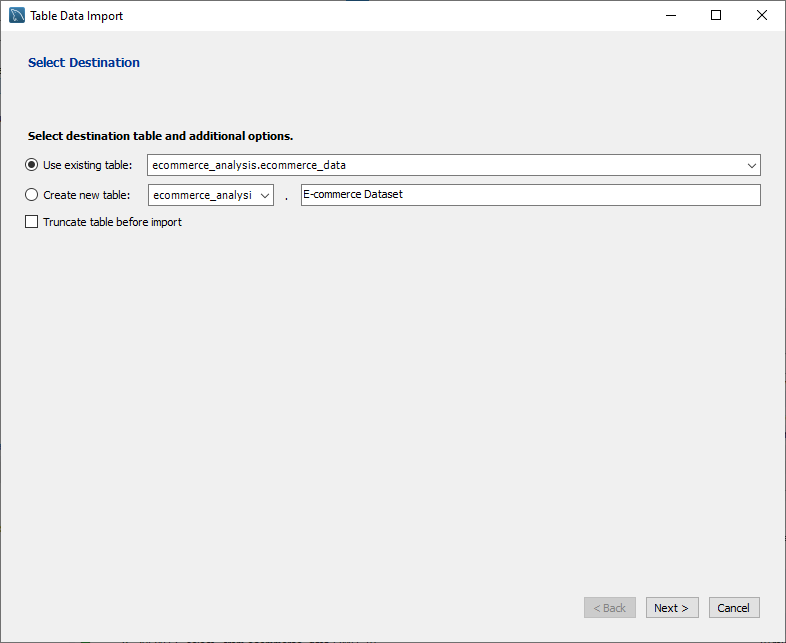 Table Data Import
Select Destination
Select destination table and additional options.
Use existing table: ecommerce_analysis.ecommerce_data
Create new table: ecommerce_analysi . E-commerce Dataset
Truncate table before import
< Back Next > Cancel